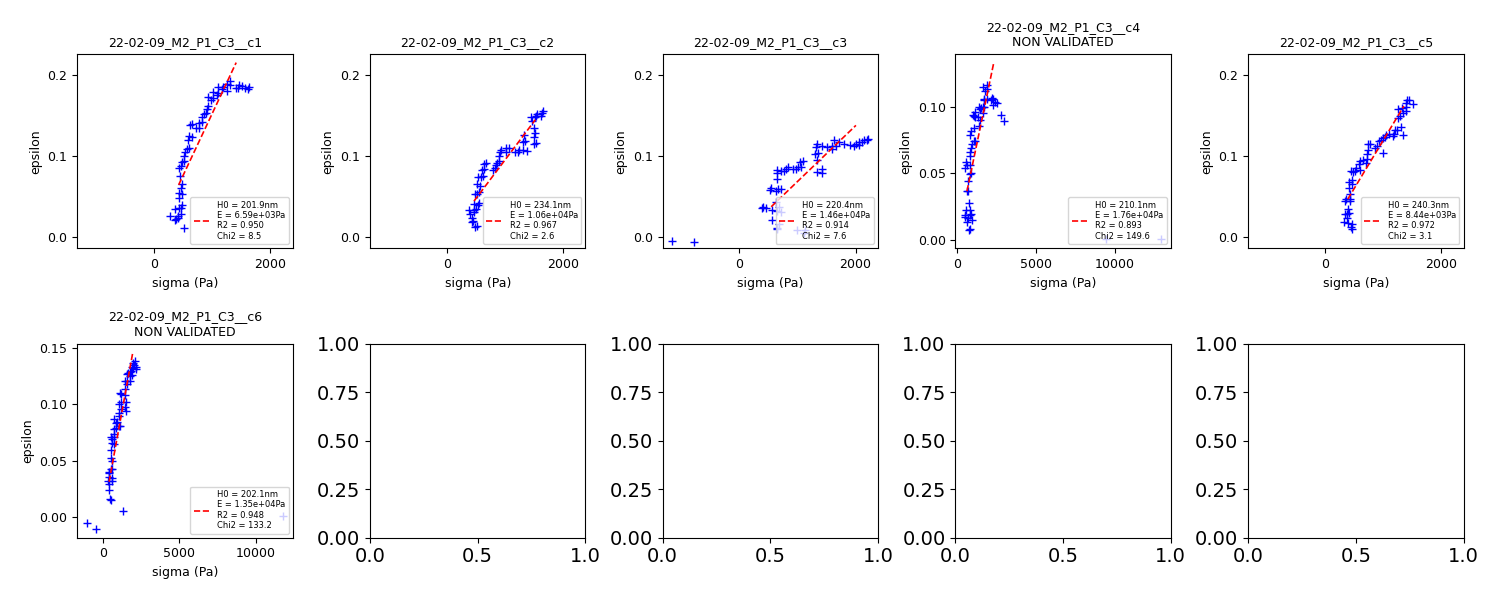 22-02-09_M2_P1_C3__c1
0.2
0.1
0.0
epsilon
0
2000
sigma (Pa)
H0 = 201.9nm
E = 6.59e+03Pa
R2 = 0.950
Chi2 = 8.5
22-02-09_M2_P1_C3__c2
0.2
0.1
0.0
epsilon
0
2000
sigma (Pa)
H0 = 234.1nm
E = 1.06e+04Pa
R2 = 0.967
Chi2 = 2.6
22-02-09_M2_P1_C3__c3
0.2
0.1
0.0
epsilon
0
2000
sigma (Pa)
H0 = 220.4nm
E = 1.46e+04Pa
R2 = 0.914
Chi2 = 7.6
22-02-09_M2_P1_C3__c4
NON VALIDATED
0.10
0.05
0.00
epsilon
0
5000
10000
sigma (Pa)
H0 = 210.1nm
E = 1.76e+04Pa
R2 = 0.893
Chi2 = 149.6
22-02-09_M2_P1_C3__c5
0.2
0.1
0.0
epsilon
0
2000
sigma (Pa)
H0 = 240.3nm
E = 8.44e+03Pa
R2 = 0.972
Chi2 = 3.1
22-02-09_M2_P1_C3__c6
NON VALIDATED
0.15
0.10
0.05
0.00
epsilon
0
5000
10000
sigma (Pa)
H0 = 202.1nm
E = 1.35e+04Pa
R2 = 0.948
Chi2 = 133.2
1.00
0.75
0.50
0.25
0.00
0.0
0.5
1.0
1.00
0.75
0.50
0.25
0.00
0.0
0.5
1.0
1.00
0.75
0.50
0.25
0.00
0.0
0.5
1.0
1.00
0.75
0.50
0.25
0.00
0.0
0.5
1.0